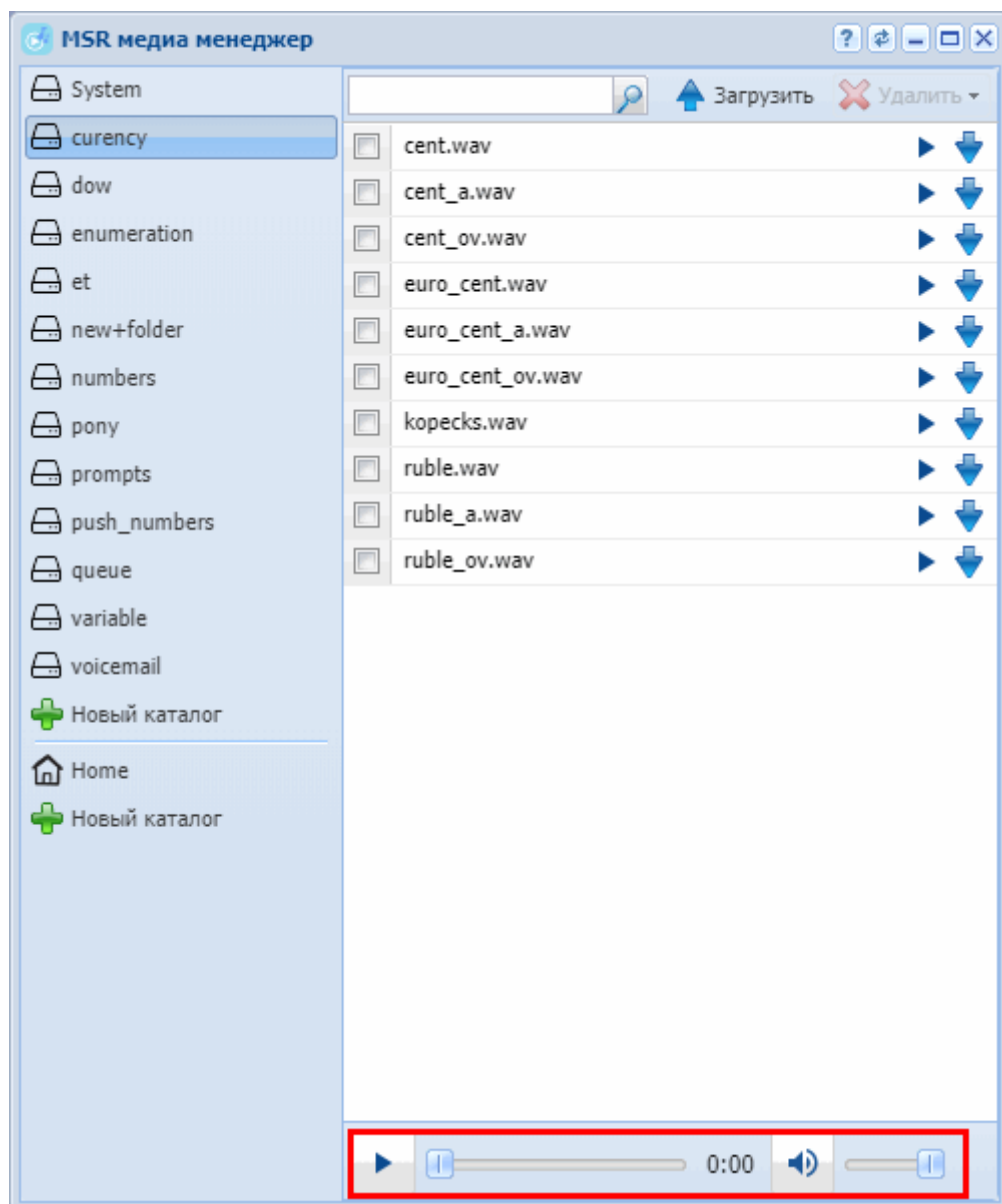 MSR медиа менеджер
System
curency
dow
enumeration
et
new+folder
numbers
pony
prompts
push_numbers
queue
variable
voicemail
Новый каталог
Home
Новый каталог
Загрузить Удалить
cent.wav
cent_a.wav
cent_ov.wav
euro_cent.wav
euro_cent_a.wav
euro_cent_ov.wav
kopecks.wav
ruble.wav
ruble_a.wav
ruble_ov.wav
0:00